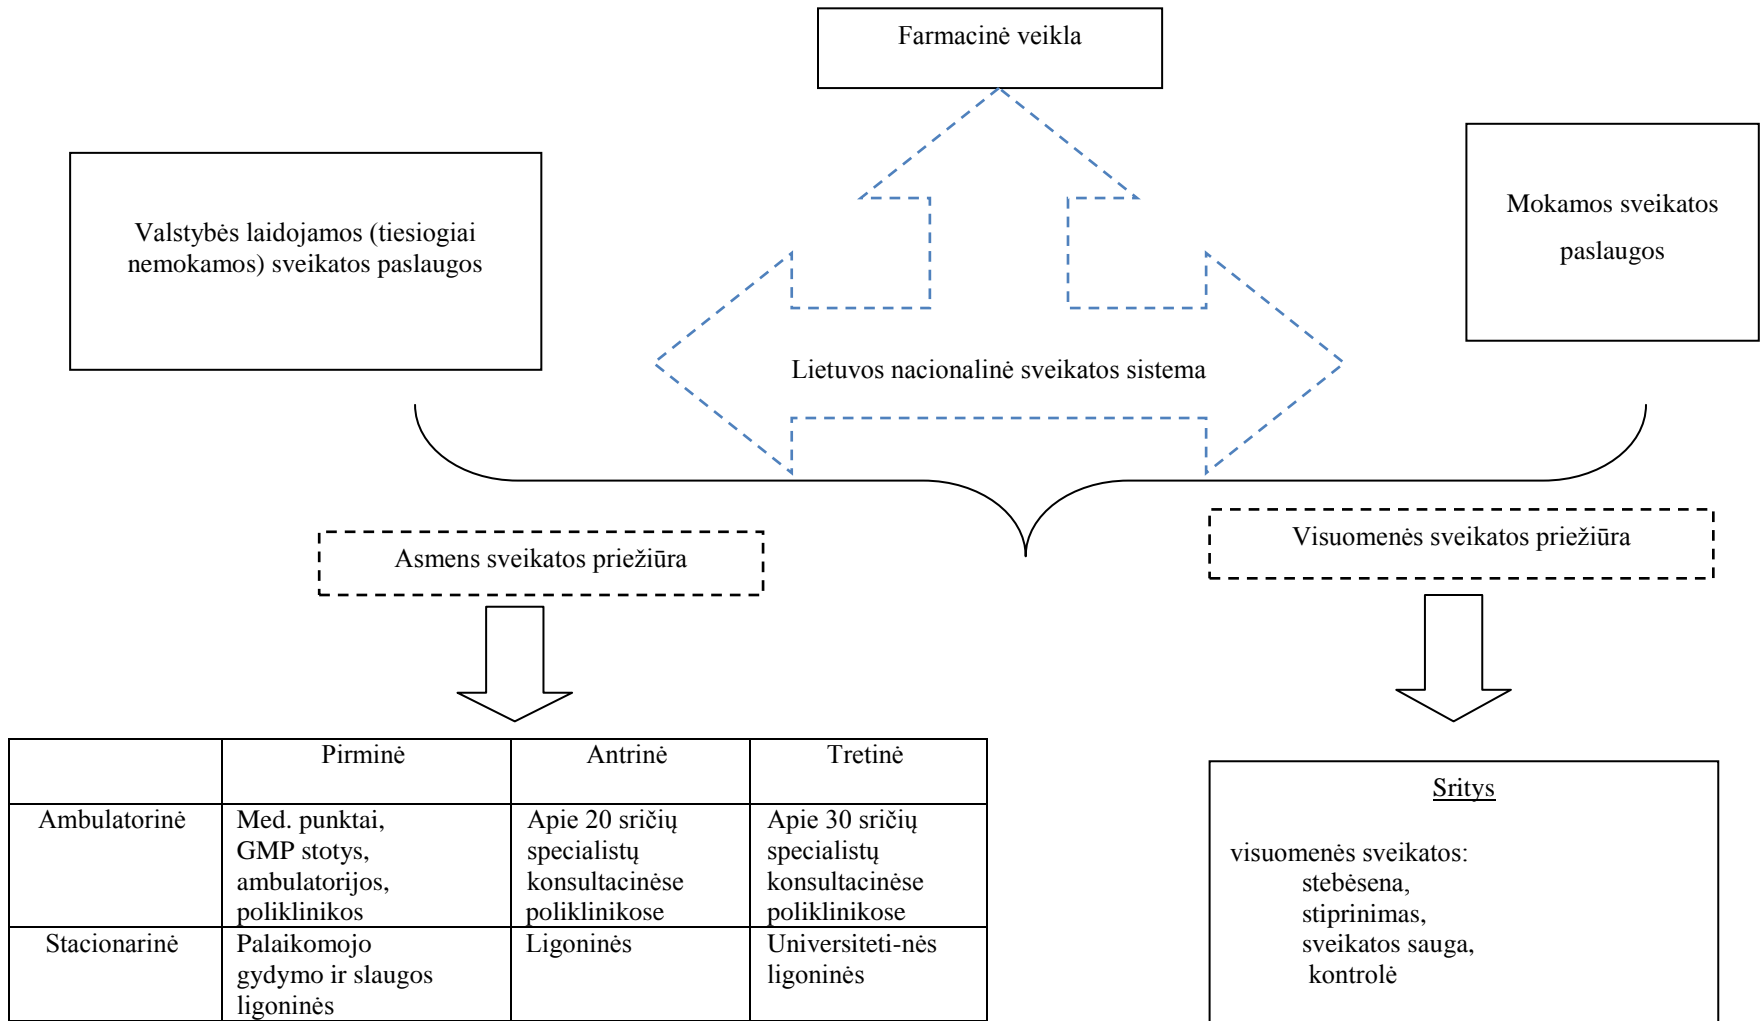 Farmacinė veikla
Valstybės laidojamos (tiesiogiai
nemokamos) sveikatos paslaugos
Mokamos sveikatos
paslaugos
Lietuvos nacionalinė sveikatos sistema
Asmens sveikatos priežiūra
Visuomenės sveikatos priežiūra
Pirminė
Antrinė
Tretinė
Ambulatorinė
Med. punktai,
GMP stotys,
ambulatorijos,
poliklinikos
Apie 20 sričių
specialistų
konsultacinėse
poliklinikose
Apie 30 sričių
specialistų
konsultacinėse
poliklinikose
Stacionarinė
Palaikomojo
gydymo ir slaugos
ligoninės
Ligoninės
Universiteti-nės
ligoninės
Sritys
visuomenės sveikatos:
stebėsena,
stiprinimas,
sveikatos sauga,
kontrolė